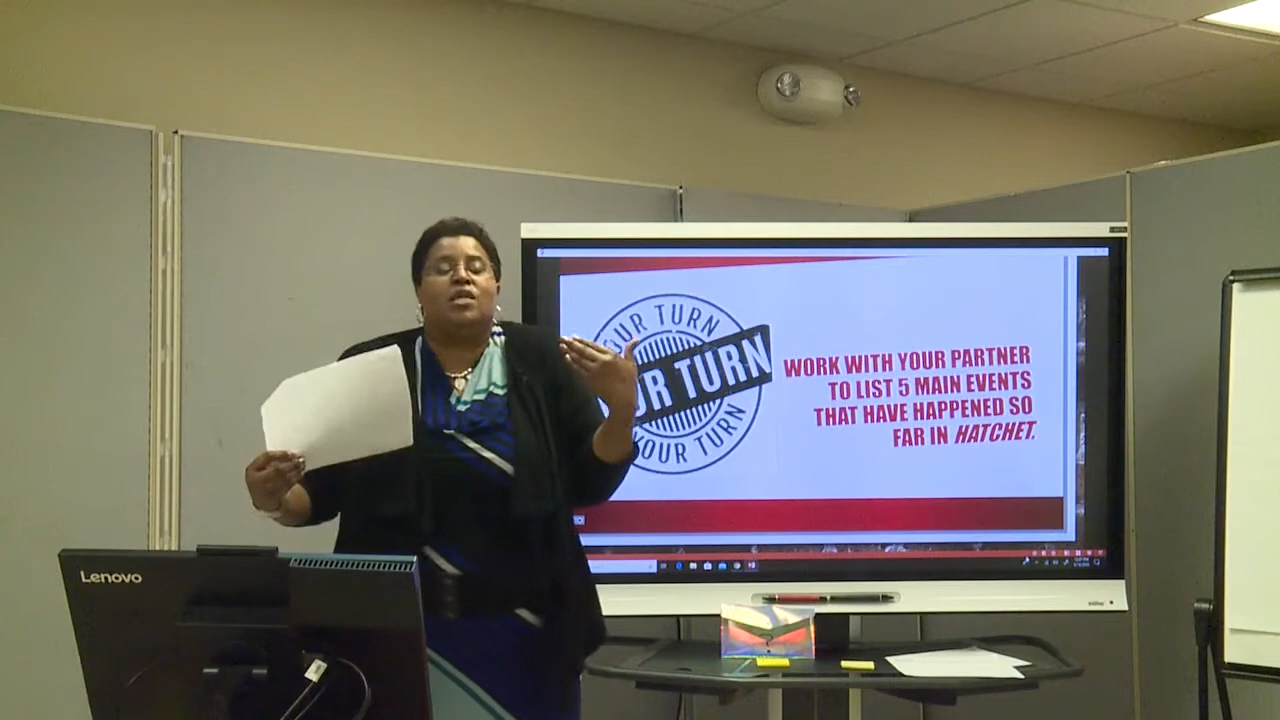 OUR TURN
UR TURN
YOUR TURN
WORK WITH YOUR PARTNER
TO LIST 5 MAIN EVENTS
THAT HAVE HAPPENED SO
FAR IN HATCHET.
Lenovo